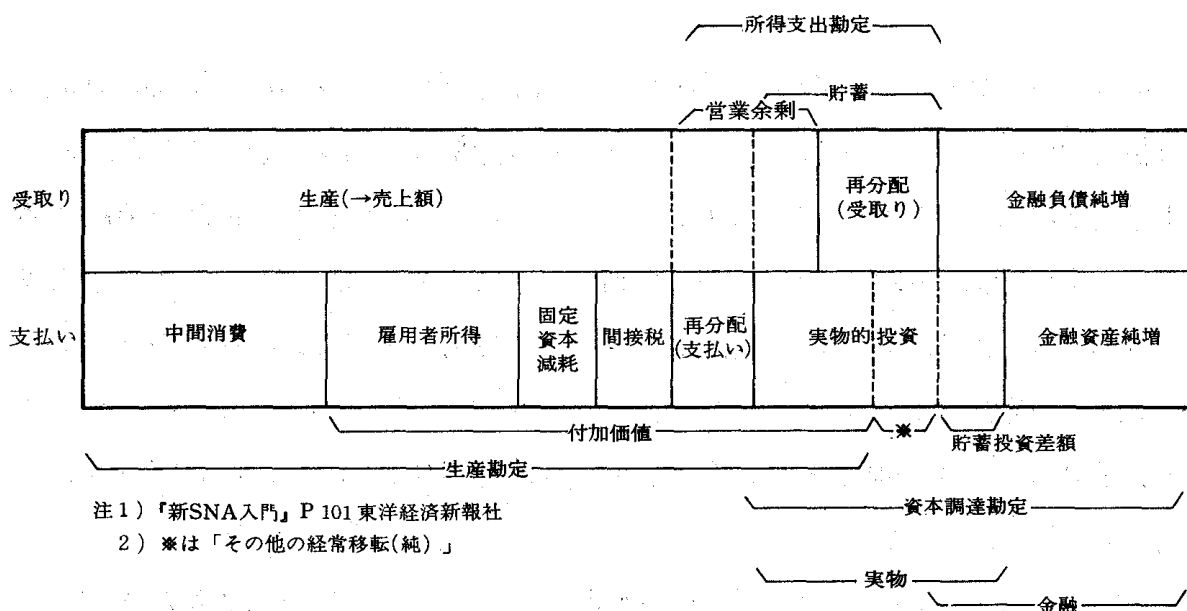 所得支出勘定
貯蓄
営業余剰
受取り
生産(→売上額)
再分配
(受取り)
金融負債純増
支払い
中間消費
雇用者所得
固定
資本
減耗
間接税
再分配
(支払い)
実物的投資
金融資産純増
付加価値
※
貯蓄投資差額
生産勘定
資本調達勘定
注1)『新SNA入門』P 101 東洋経済新報社
2) ※は「その他の経常移転(純)」
実物
金融